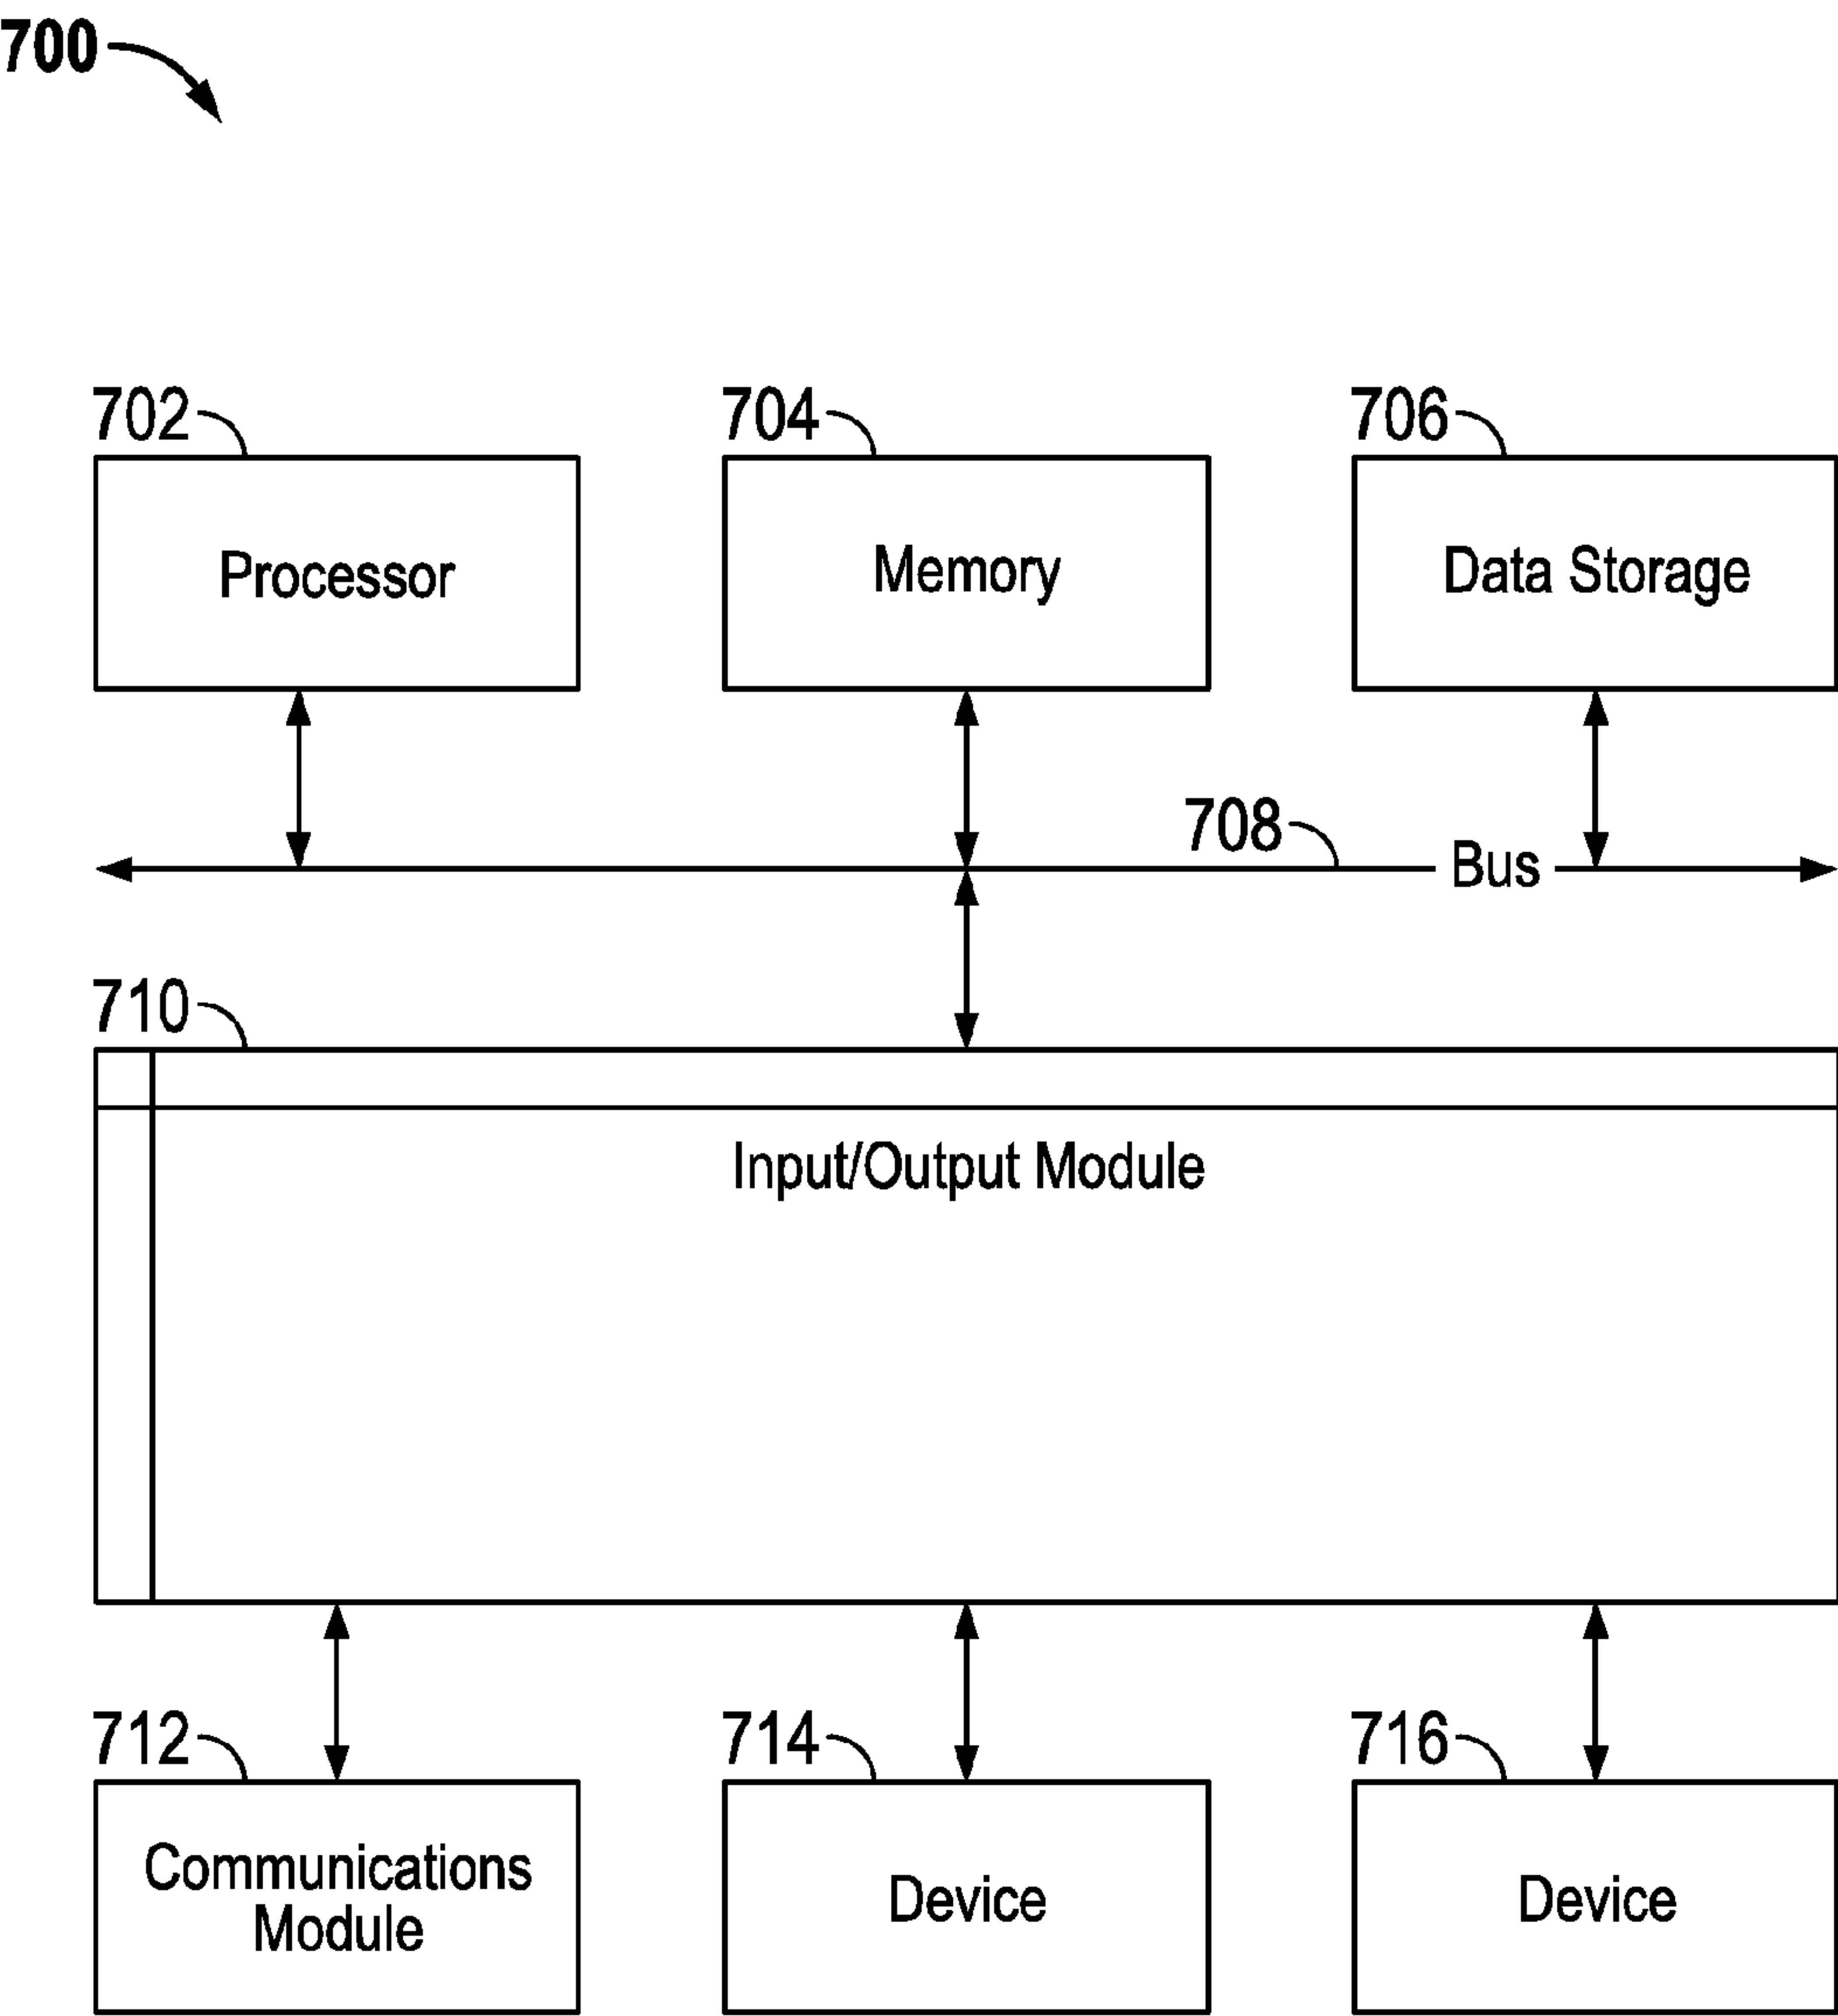 700
702
704
706
Processor
Memory
Data Storage
708
Bus
710
Input/Output Module
712
714
716
Communications
Module
Device
Device